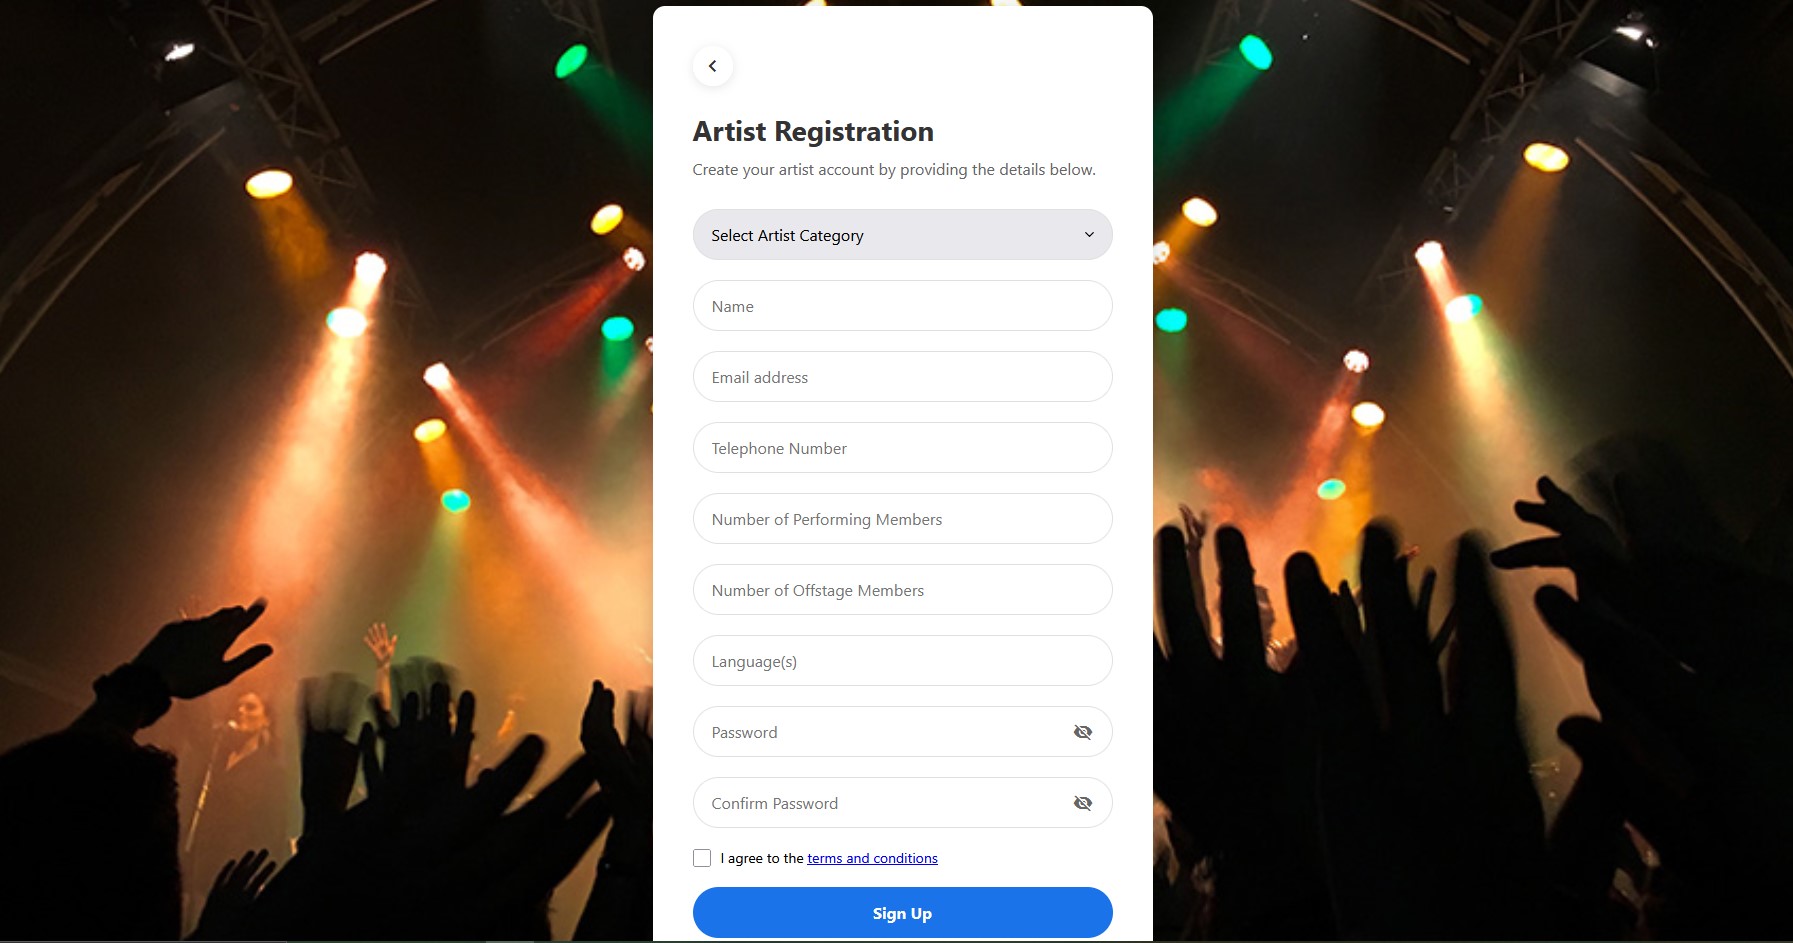 Artist Registration
Create your artist account by providing the details below.
Select Artist Category
Name
Email address
Telephone Number
Number of Performing Members
Number of Offstage Members
Language(s)
Password
Confirm Password
I agree to the terms and conditions
Sign Up